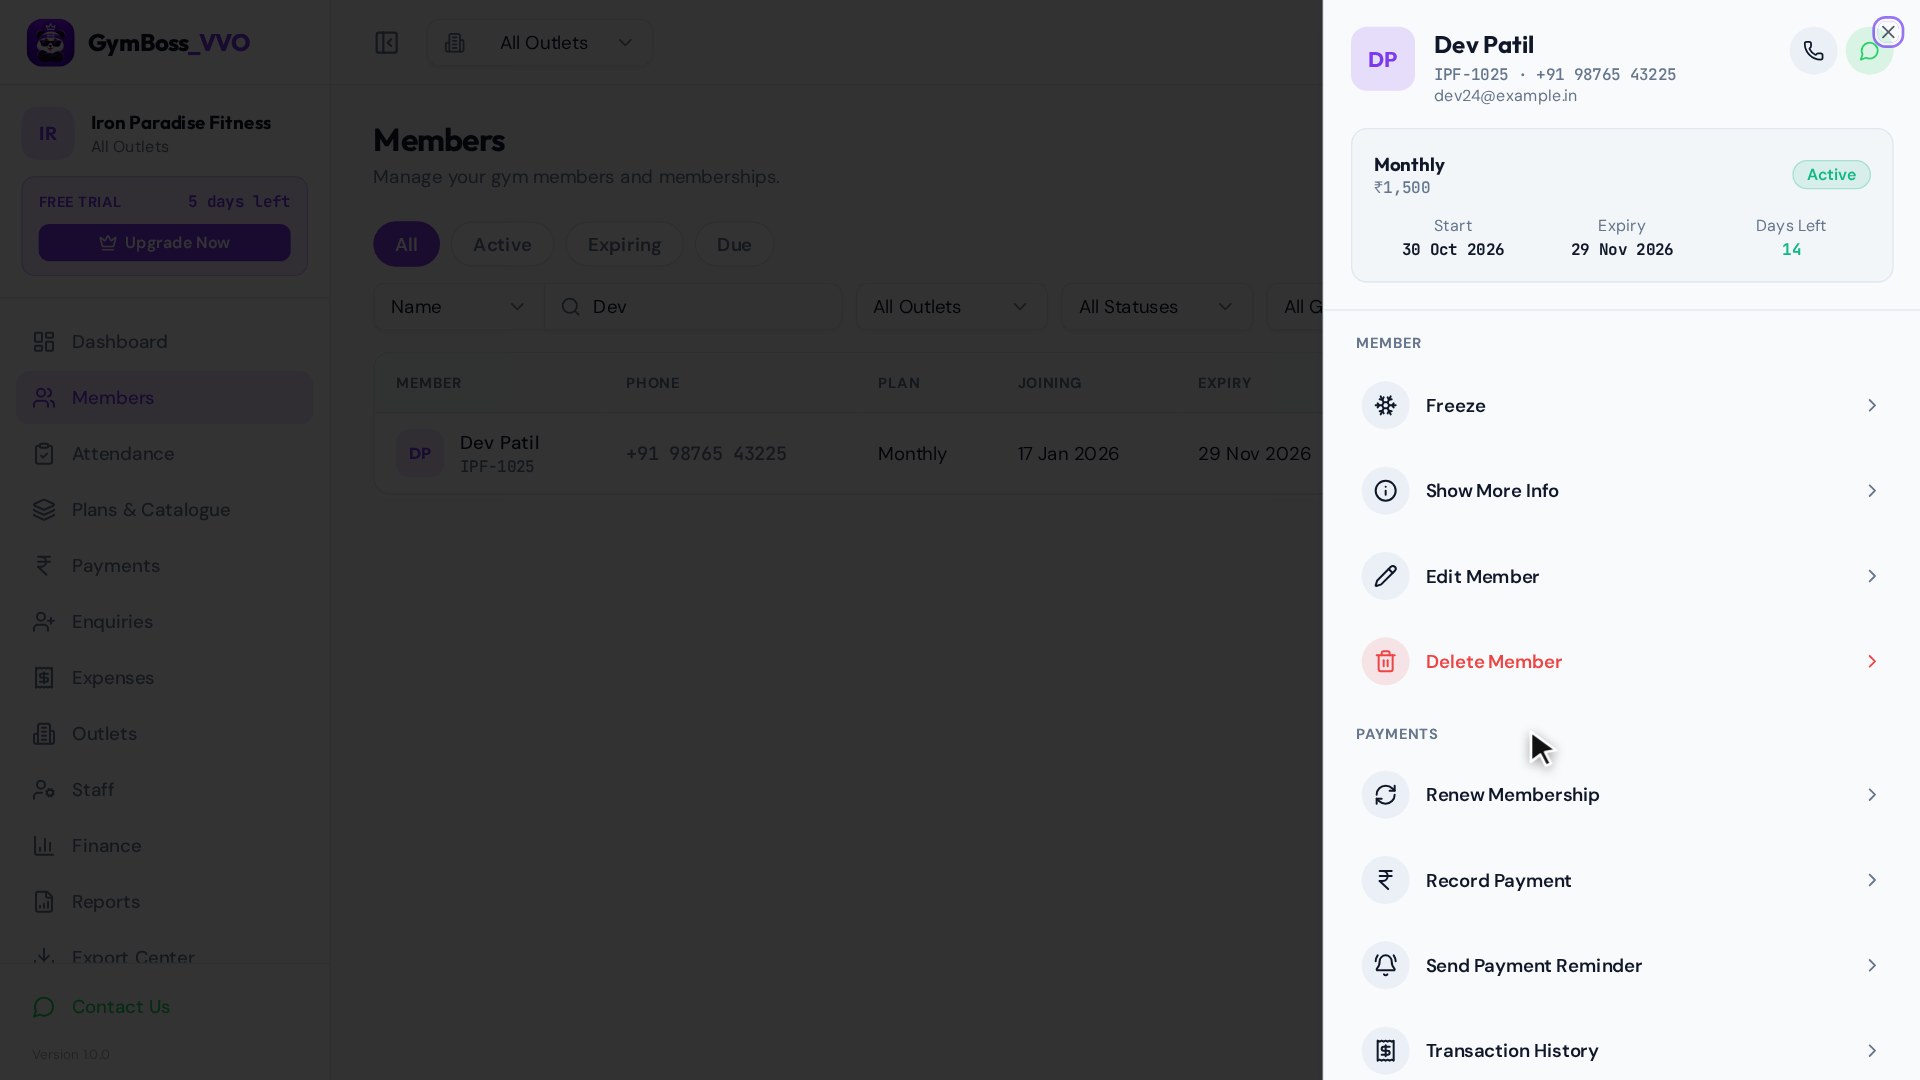 GymBoss_VVO
IR
Iron Paradise Fitness
All Outlets
FREE TRIAL
5 days left
Upgrade Now
Dashboard
Members
Attendance
Plans & Catalogue
Payments
Enquiries
Expenses
Outlets
Staff
Finance
Reports
Export Center
Contact Us
Version 1.0.0
All Outlets
Members
Manage your gym members and memberships.
All
Active
Expiring
Due
Name
Dev
All Outlets
All Statuses
All G
MEMBER
PHONE
PLAN
JOINING
EXPIRY
DP
Dev Patil
IPF-1025
+91 98765 43225
Monthly
17 Jan 2026
29 Nov 2026
DP
Dev Patil
IPF-1025 · +91 98765 43225
dev24@example.in
Monthly
₹1,500
Active
Start
Expiry
Days Left
30 Oct 2026
29 Nov 2026
14
MEMBER
Freeze
Show More Info
Edit Member
Delete Member
PAYMENTS
Renew Membership
Record Payment
Send Payment Reminder
Transaction History